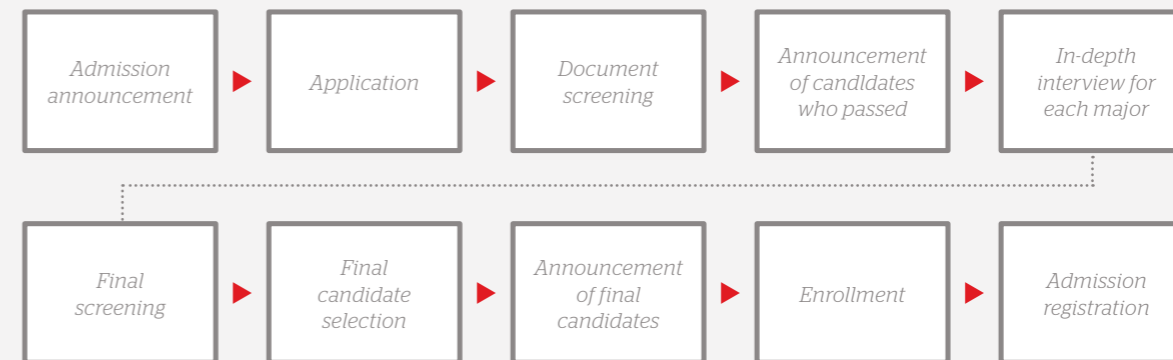 Admission
announcement
Application
Document
screening
Announcement
of candldates
who passed
In-depth
interview for
each major
Final
screening
Final
candidate
selection
Announcement
of final
candidates
Enrollment
Admission
registration